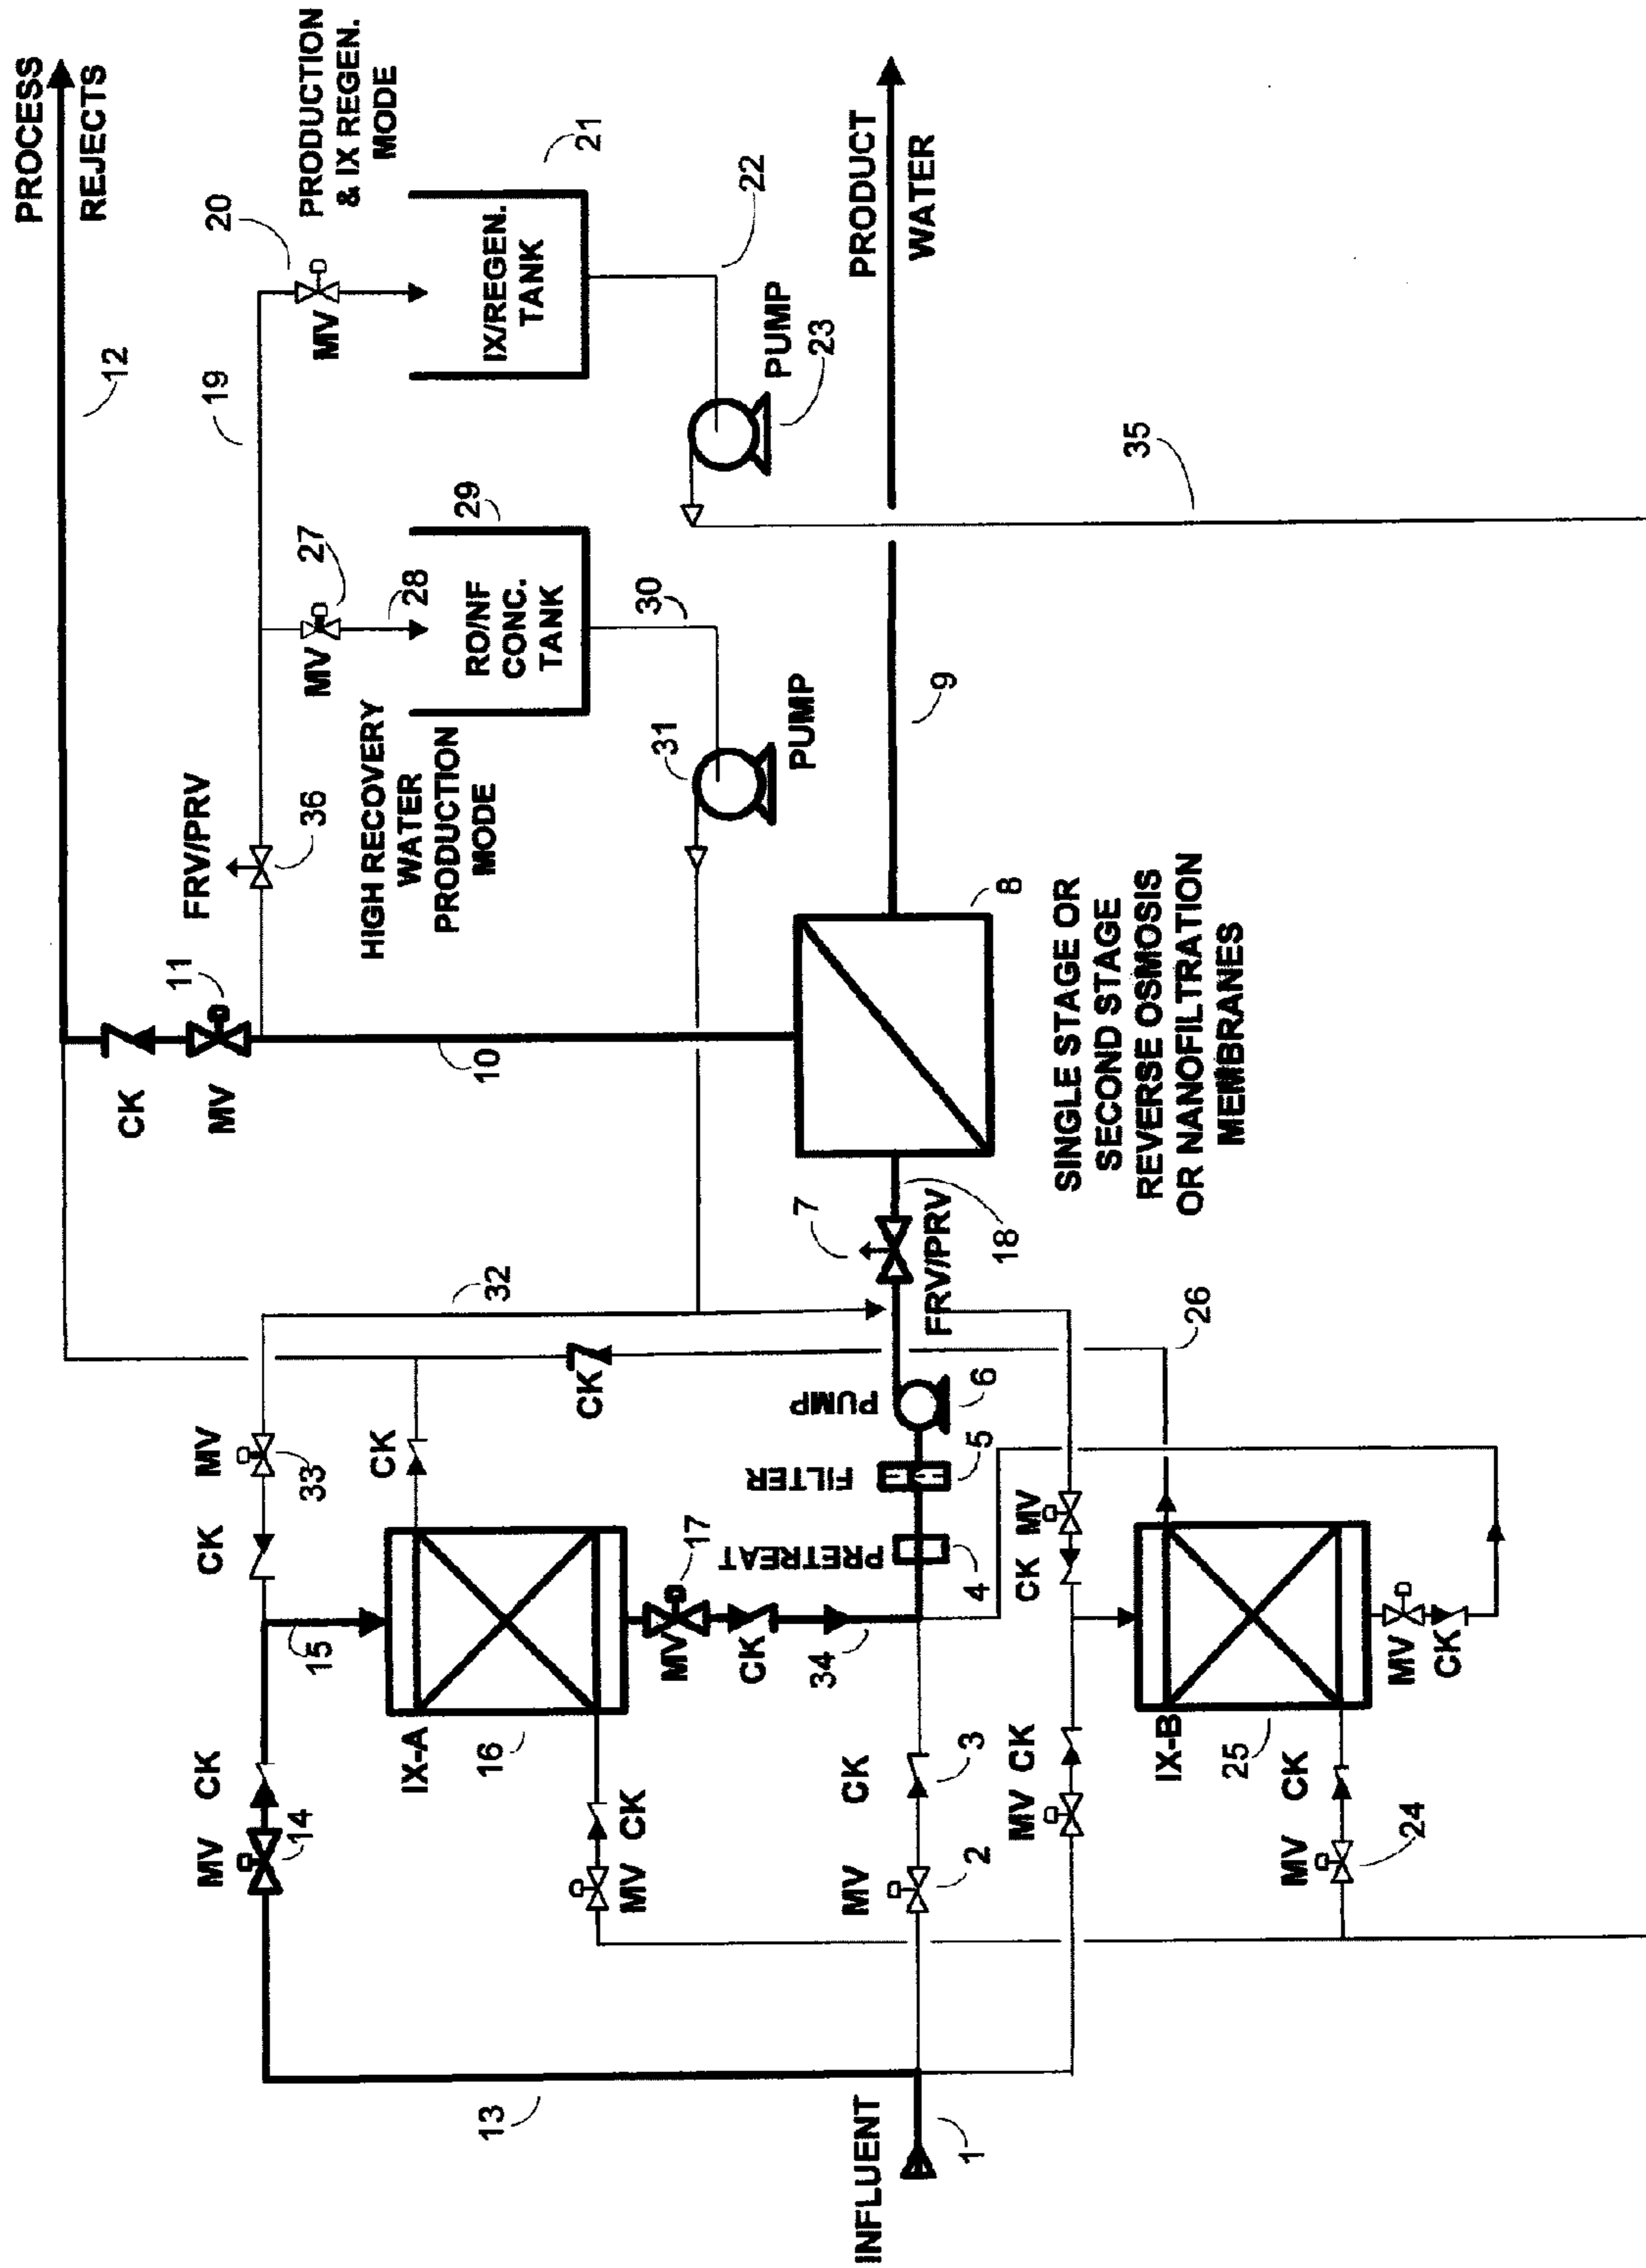 PROCESS
REJECTS
12
20
PRODUCTION
& IX REGEN.
MODE
19
MV
21
IX/REGEN.
TANK
22
PUMP
23
PRODUCT
WATER
35
FRV/PRV
36
27
MV
28
29
RO/NF
CONC.
TANK
30
HIGH RECOVERY
WATER
PRODUCTION
MODE
31
PUMP
9
11
CK
MV
10
8
SINGLE STAGE OR
SECOND STAGE
REVERSE OSMOSIS
OR NANOFILTRATION
MEMBRANES
7
18
FRV/PRV
32
26
CK
MV
33
CK
CK
PUMP
6
FILTER
5
PRETREAT
4
15
IX-A
16
MV
17
CK
34
MV
CK
14
MV
CK
MV
2
CK
3
CK
MV
MV
CK
IX-B
25
MV
CK
MV
CK
24
13
INFLUENT
1